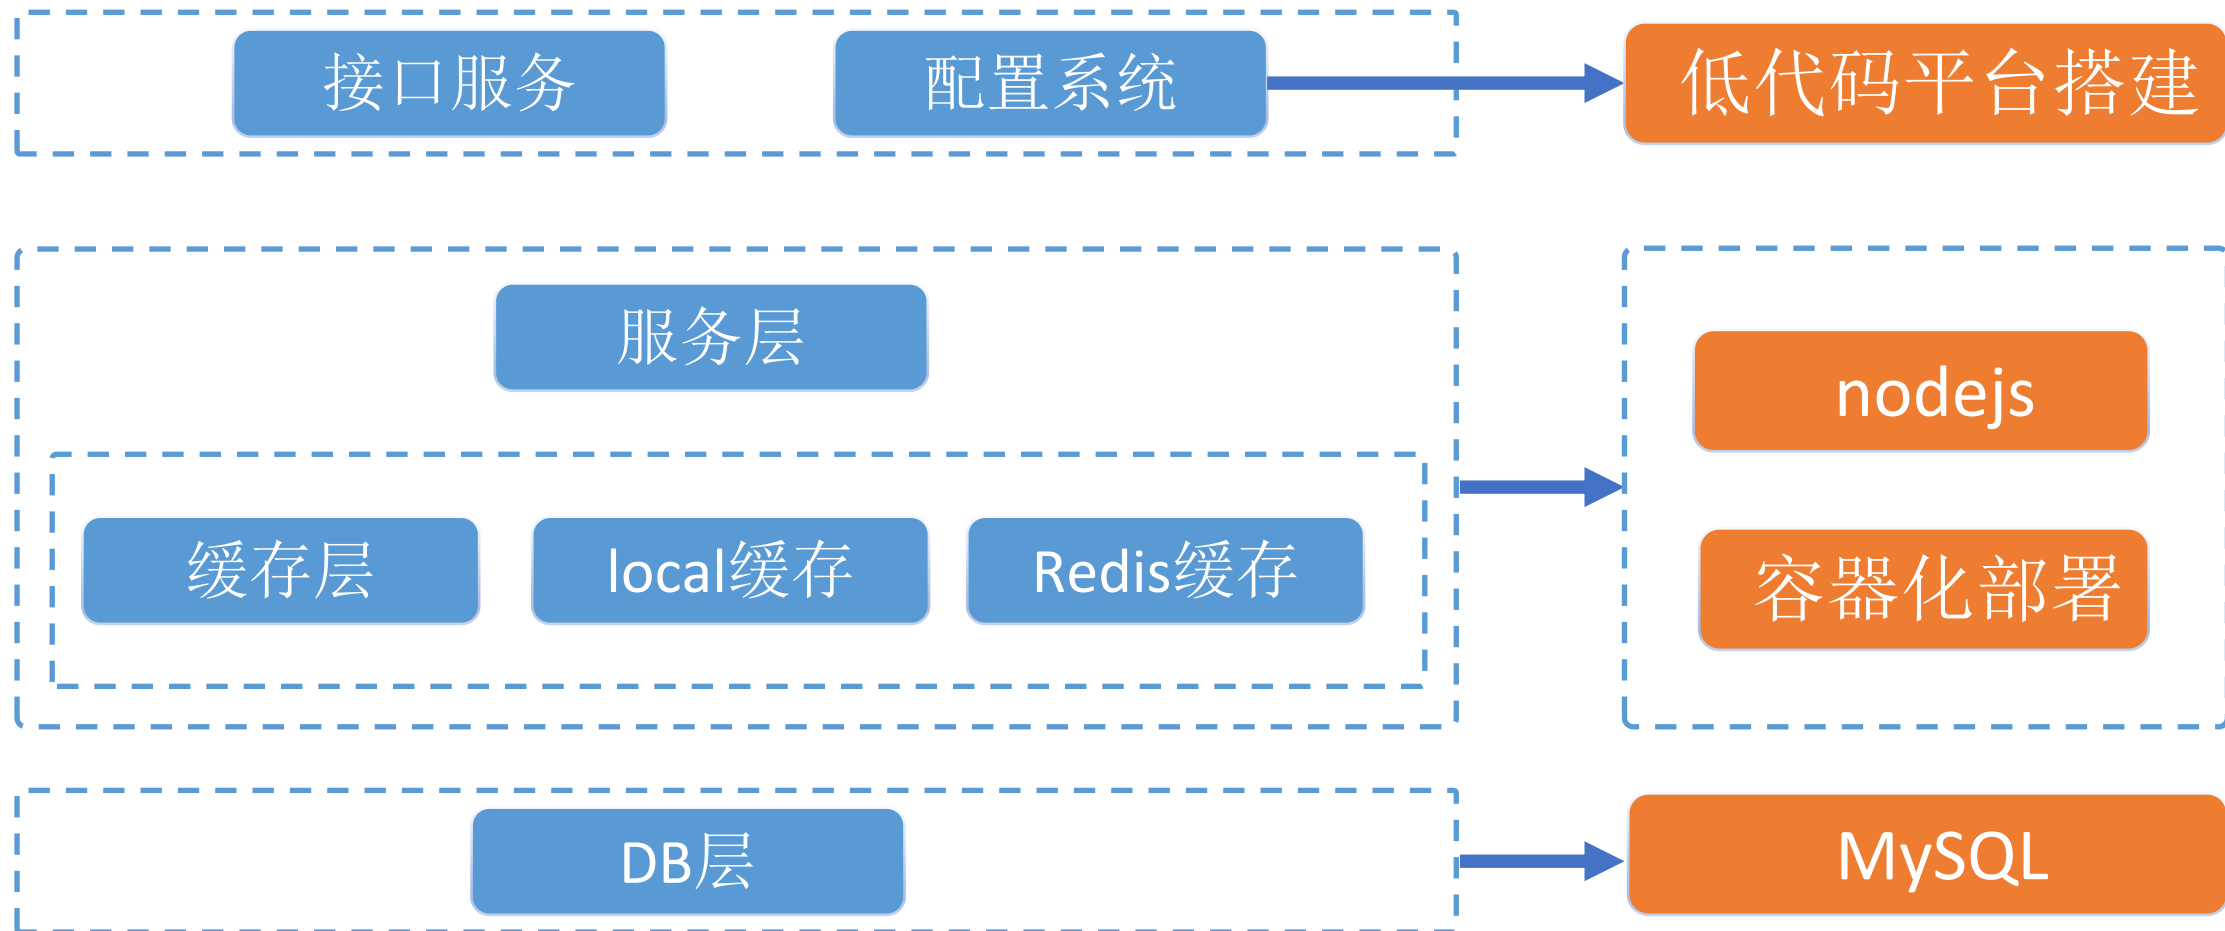 接口服务
配置系统
低代码平台搭建
服务层
nodejs
缓存层
local缓存
Redis缓存
容器化部署
DB层
MySQL